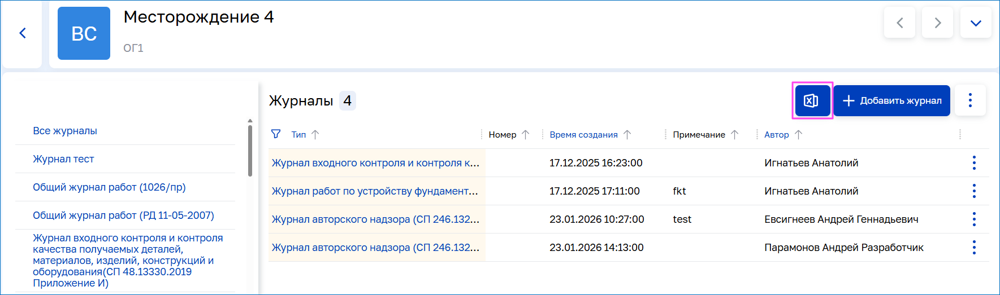 ВС
Месторождение 4
ОГ1
Все журналы
Журнал тест
Общий журнал работ (1026/пр)
Общий журнал работ (РД 11-05-2007)
Журнал входного контроля и контроля
качества получаемых деталей,
материалов, изделий, конструкций и
оборудования(СП 48.13330.2019
Приложение И)
Журналы 4
Добавить журнал
Тип Номер Время создания Примечание Автор
Журнал входного контроля и контроля к... 17.12.2025 16:23:00 Игнатьев Анатолий
Журнал работ по устройству фундамент... 17.12.2025 17:11:00 fkt Игнатьев Анатолий
Журнал авторского надзора (СП 246.132... 23.01.2026 10:27:00 test Евсигнеев Андрей Геннадьевич
Журнал авторского надзора (СП 246.132... 23.01.2026 14:13:00 Парамонов Андрей Разработчик